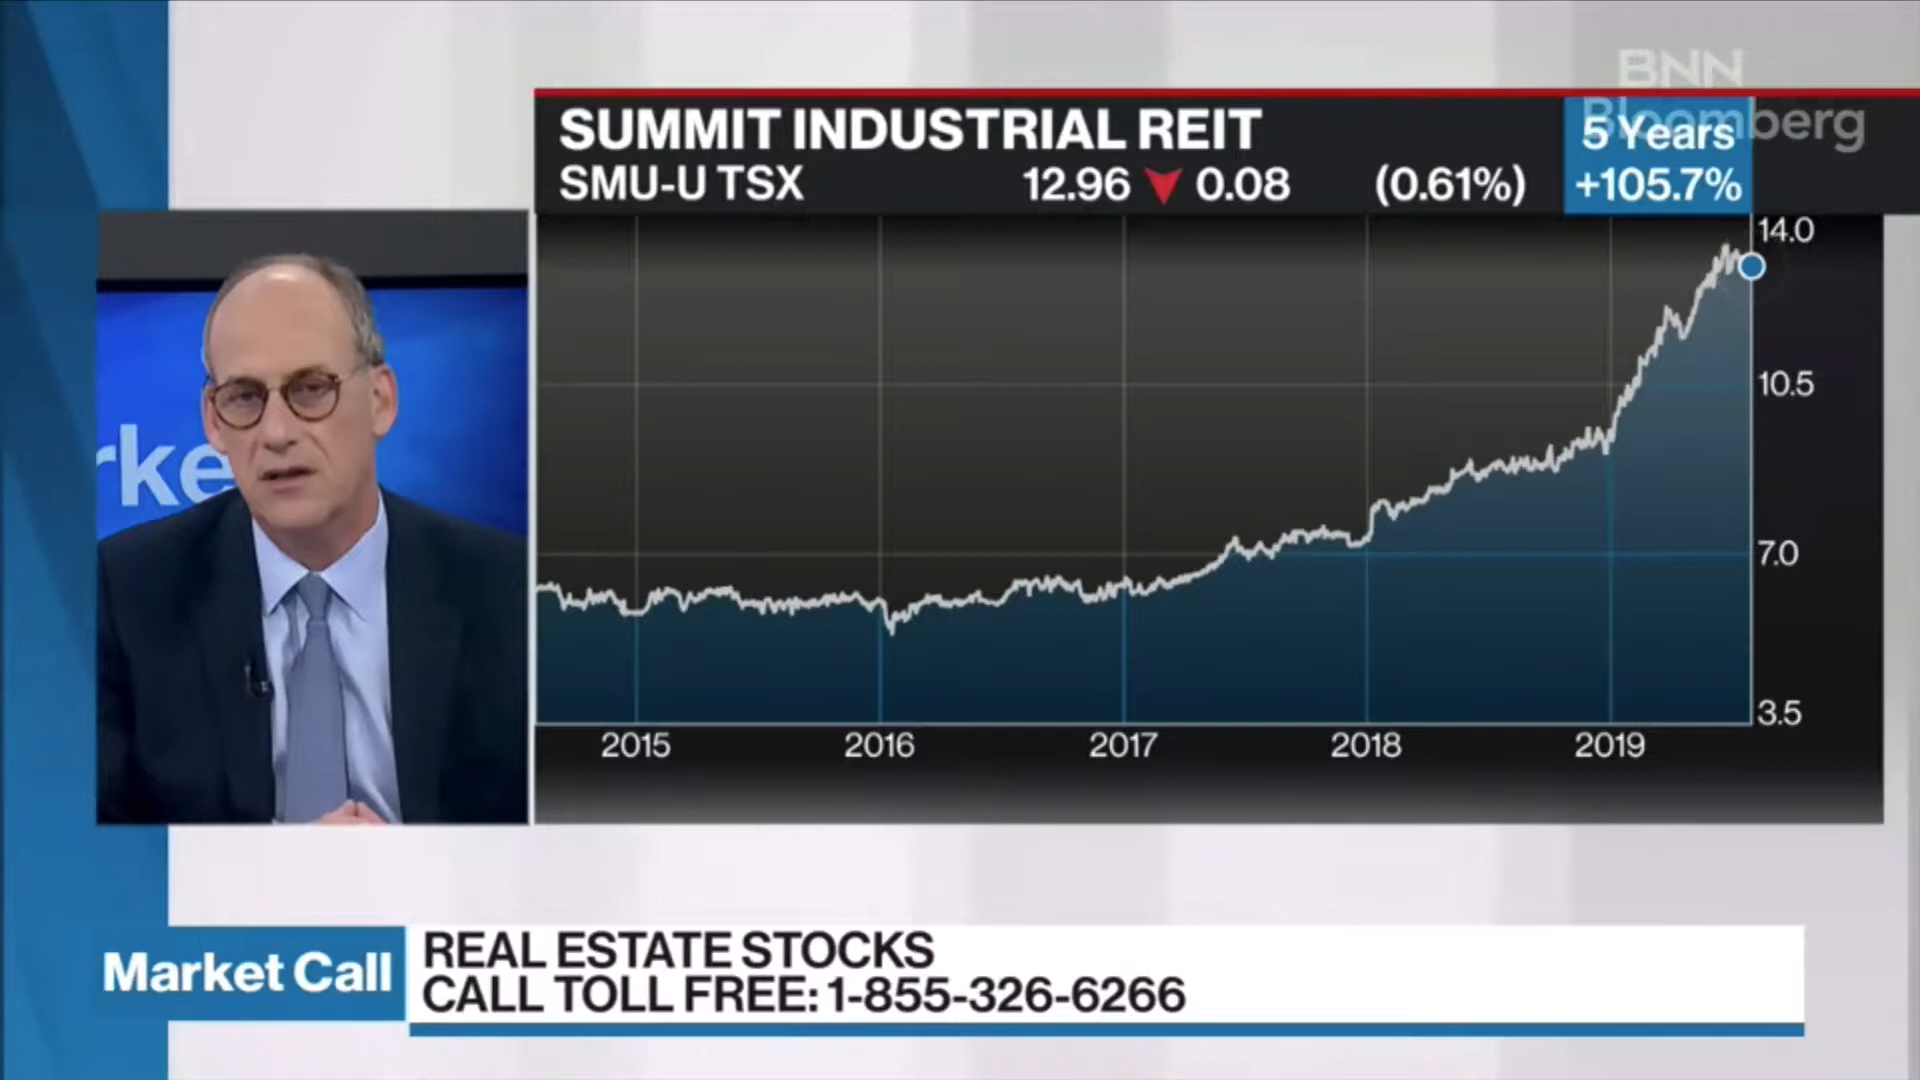 BNN
Bloomberg
SUMMIT INDUSTRIAL REIT
SMU-U TSX 12.96 ▼ 0.08 (0.61%)
5 Years
+105.7%
14.0
10.5
7.0
3.5
2015 2016 2017 2018 2019
rke
Market Call
REAL ESTATE STOCKS
CALL TOLL FREE: 1-855-326-6266